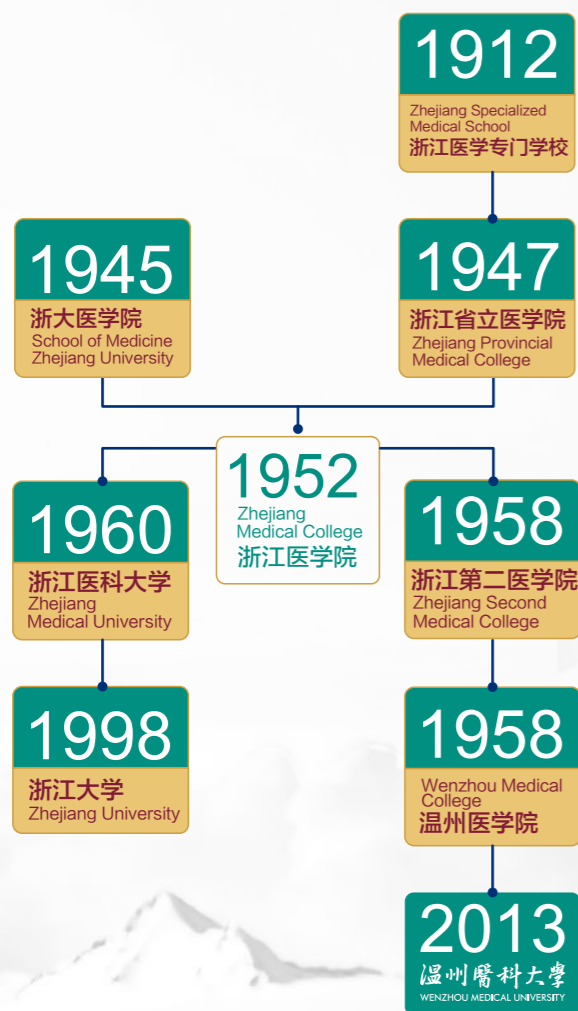 1912
Zhejiang Specialized
Medical School
浙江医学专门学校
1945
浙大医学院
School of Medicine
Zhejiang University
1947
浙江省立医学院
Zhejiang Provincial
Medical College
1952
Zhejiang
Medical College
浙江医学院
1960
浙江医科大学
Zhejiang
Medical University
1958
浙江第二医学院
Zhejiang Second
Medical College
1998
浙江大学
Zhejiang University
1958
Wenzhou Medical
College
温州医学院
2013
温州醫科大學
WENZHOU MEDICAL UNIVERSITY